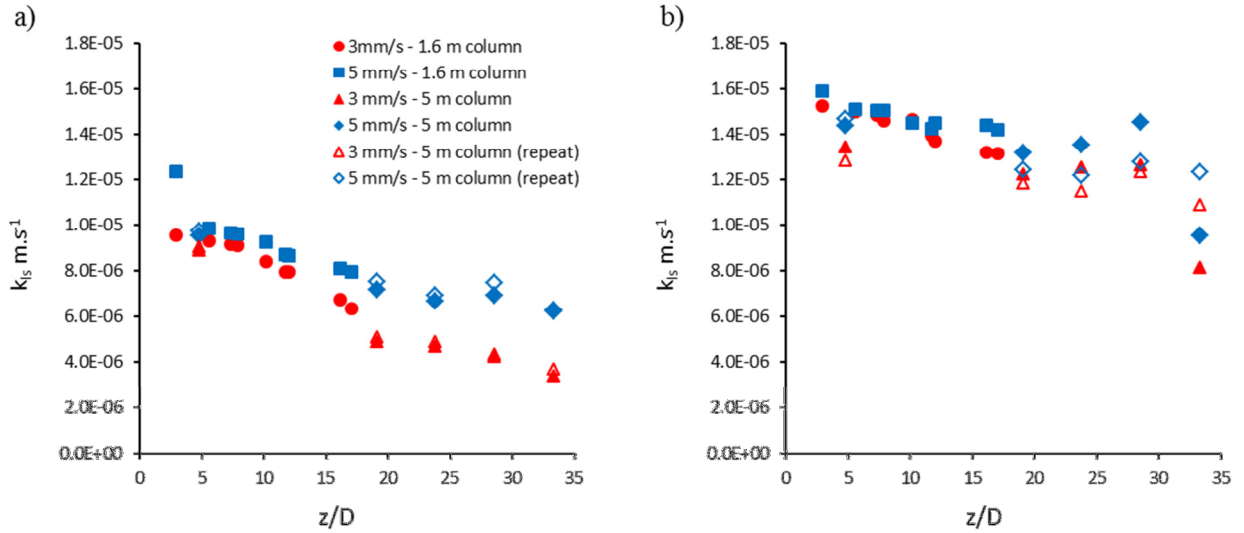 a)
1.8E-05
1.6E-05
1.4E-05
1.2E-05
1.0E-05
8.0E-06
6.0E-06
4.0E-06
2.0E-06
0.0E+00
k_ls m.s⁻¹
3mm/s - 1.6 m column
5 mm/s - 1.6 m column
3 mm/s - 5 m column
5 mm/s - 5 m column
3 mm/s - 5 m column (repeat)
5 mm/s - 5 m column (repeat)
0 5 10 15 20 25 30 35
z/D
b)
1.8E-05
1.6E-05
1.4E-05
1.2E-05
1.0E-05
8.0E-06
6.0E-06
4.0E-06
2.0E-06
0.0E+00
k_ls m.s⁻¹
0 5 10 15 20 25 30 35
z/D